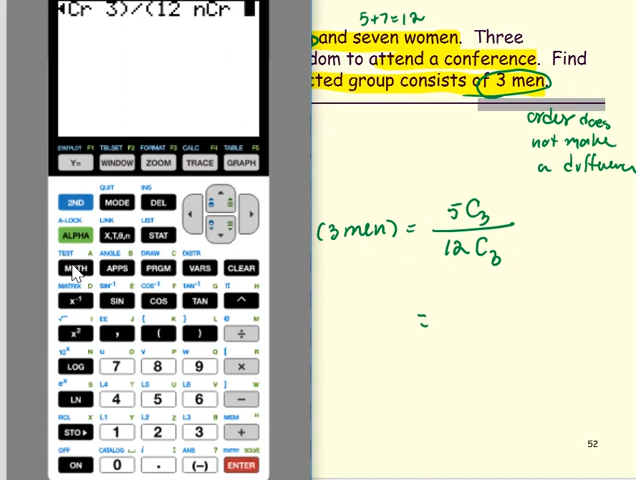 ◂Cr 3)/(12 nCr
STATPLOT F1 TBLSET F2 FORMAT F3 CALC F4 TABLE F5
Y= WINDOW ZOOM TRACE GRAPH
QUIT INS
2ND MODE DEL
A-LOCK LINK LIST
ALPHA X,T,θ,n STAT
TEST A ANGLE B DRAW C DISTR
MATH APPS PRGM VARS CLEAR
MATRIX D SIN⁻¹ E COS⁻¹ F TAN⁻¹ G π H
x⁻¹ SIN COS TAN ^
√ I EE J { K } L e M
x² , ( ) ÷
10ˣ N u O v P w Q [ R
LOG 7 8 9 ×
eˣ S L4 T L5 U L6 V ] W
LN 4 5 6 −
RCL X L1 Y L2 Z L3 θ MEM "
STO▸ 1 2 3 +
OFF CATALOG ⎵ i : ANS ? ENTRY SOLVE
ON 0 . (−) ENTER
5+7=12
and seven women. Three
dom to attend a conference. Find
cted group consists of 3 men.
order does
not make
a difference
(3 men) = 5C3
12C3
=
52